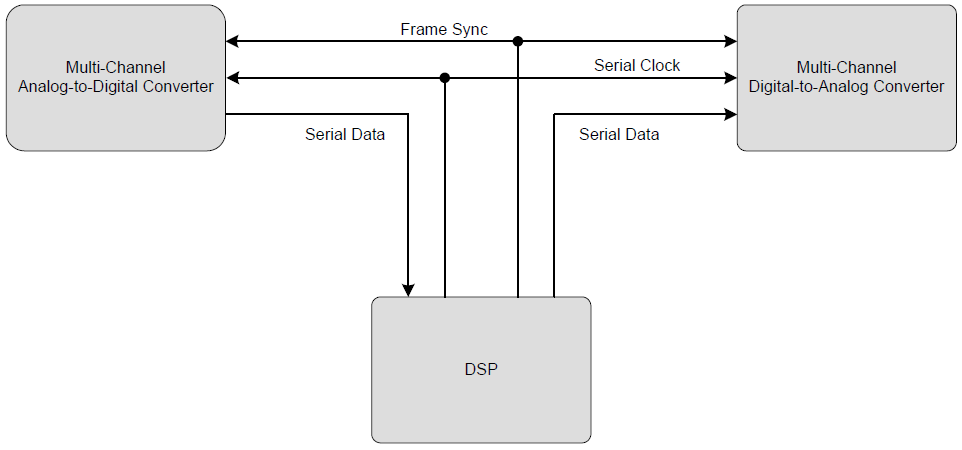 Frame Sync
Multi-Channel
Analog-to-Digital Converter
Serial Clock
Multi-Channel
Digital-to-Analog Converter
Serial Data
Serial Data
DSP